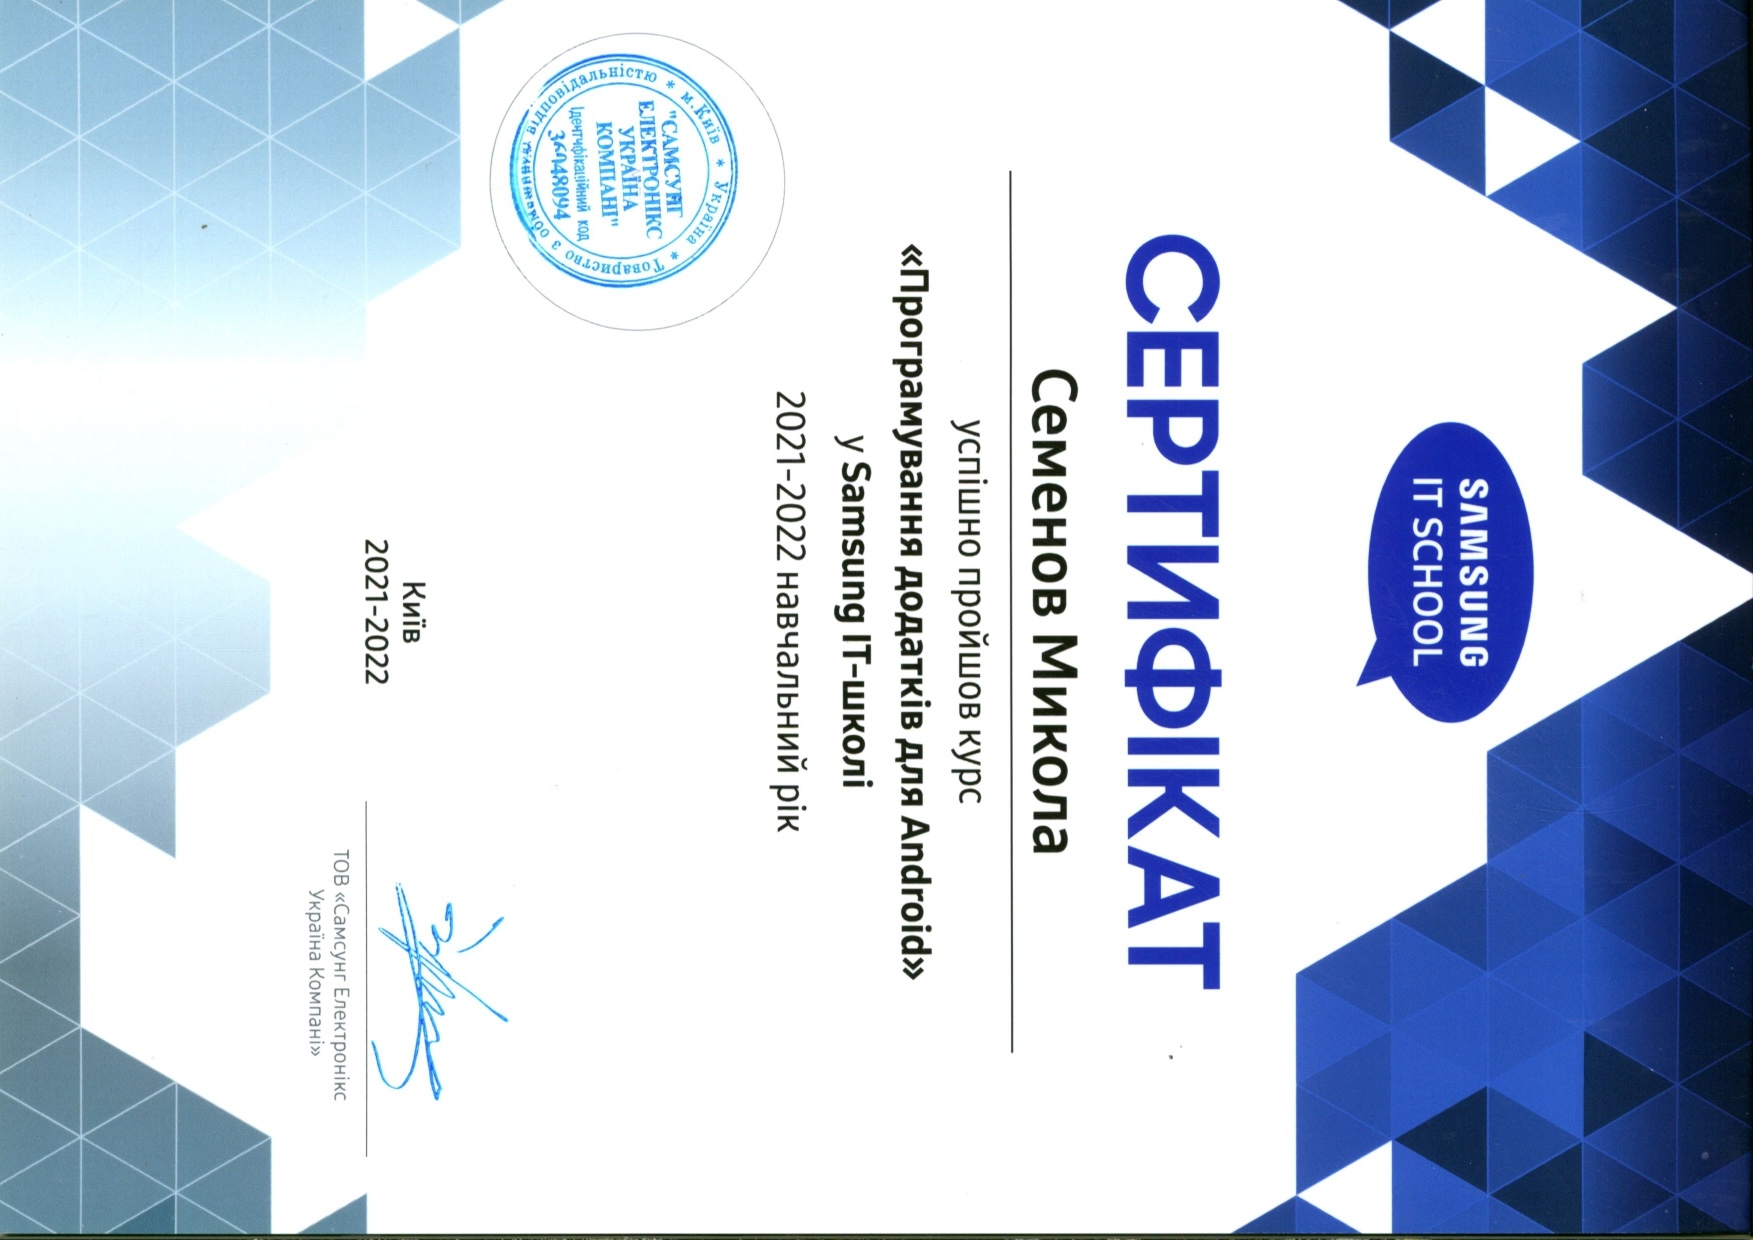 SAMSUNG
IT SCHOOL
СЕРТИФІКАТ
Семенов Микола
успішно пройшов курс
«Програмування додатків для Android»
у Samsung IT-школі
2021-2022 навчальний рік
* м.Київ * Україна * Товариство з обмеженою відповідальністю
"САМСУНГ
ЕЛЕКТРОНІКС
УКРАЇНА
КОМПАНІ"
Ідентифікаційний код
36048094
Київ
2021-2022
ТОВ «Самсунг Електронікс
Україна Компані»